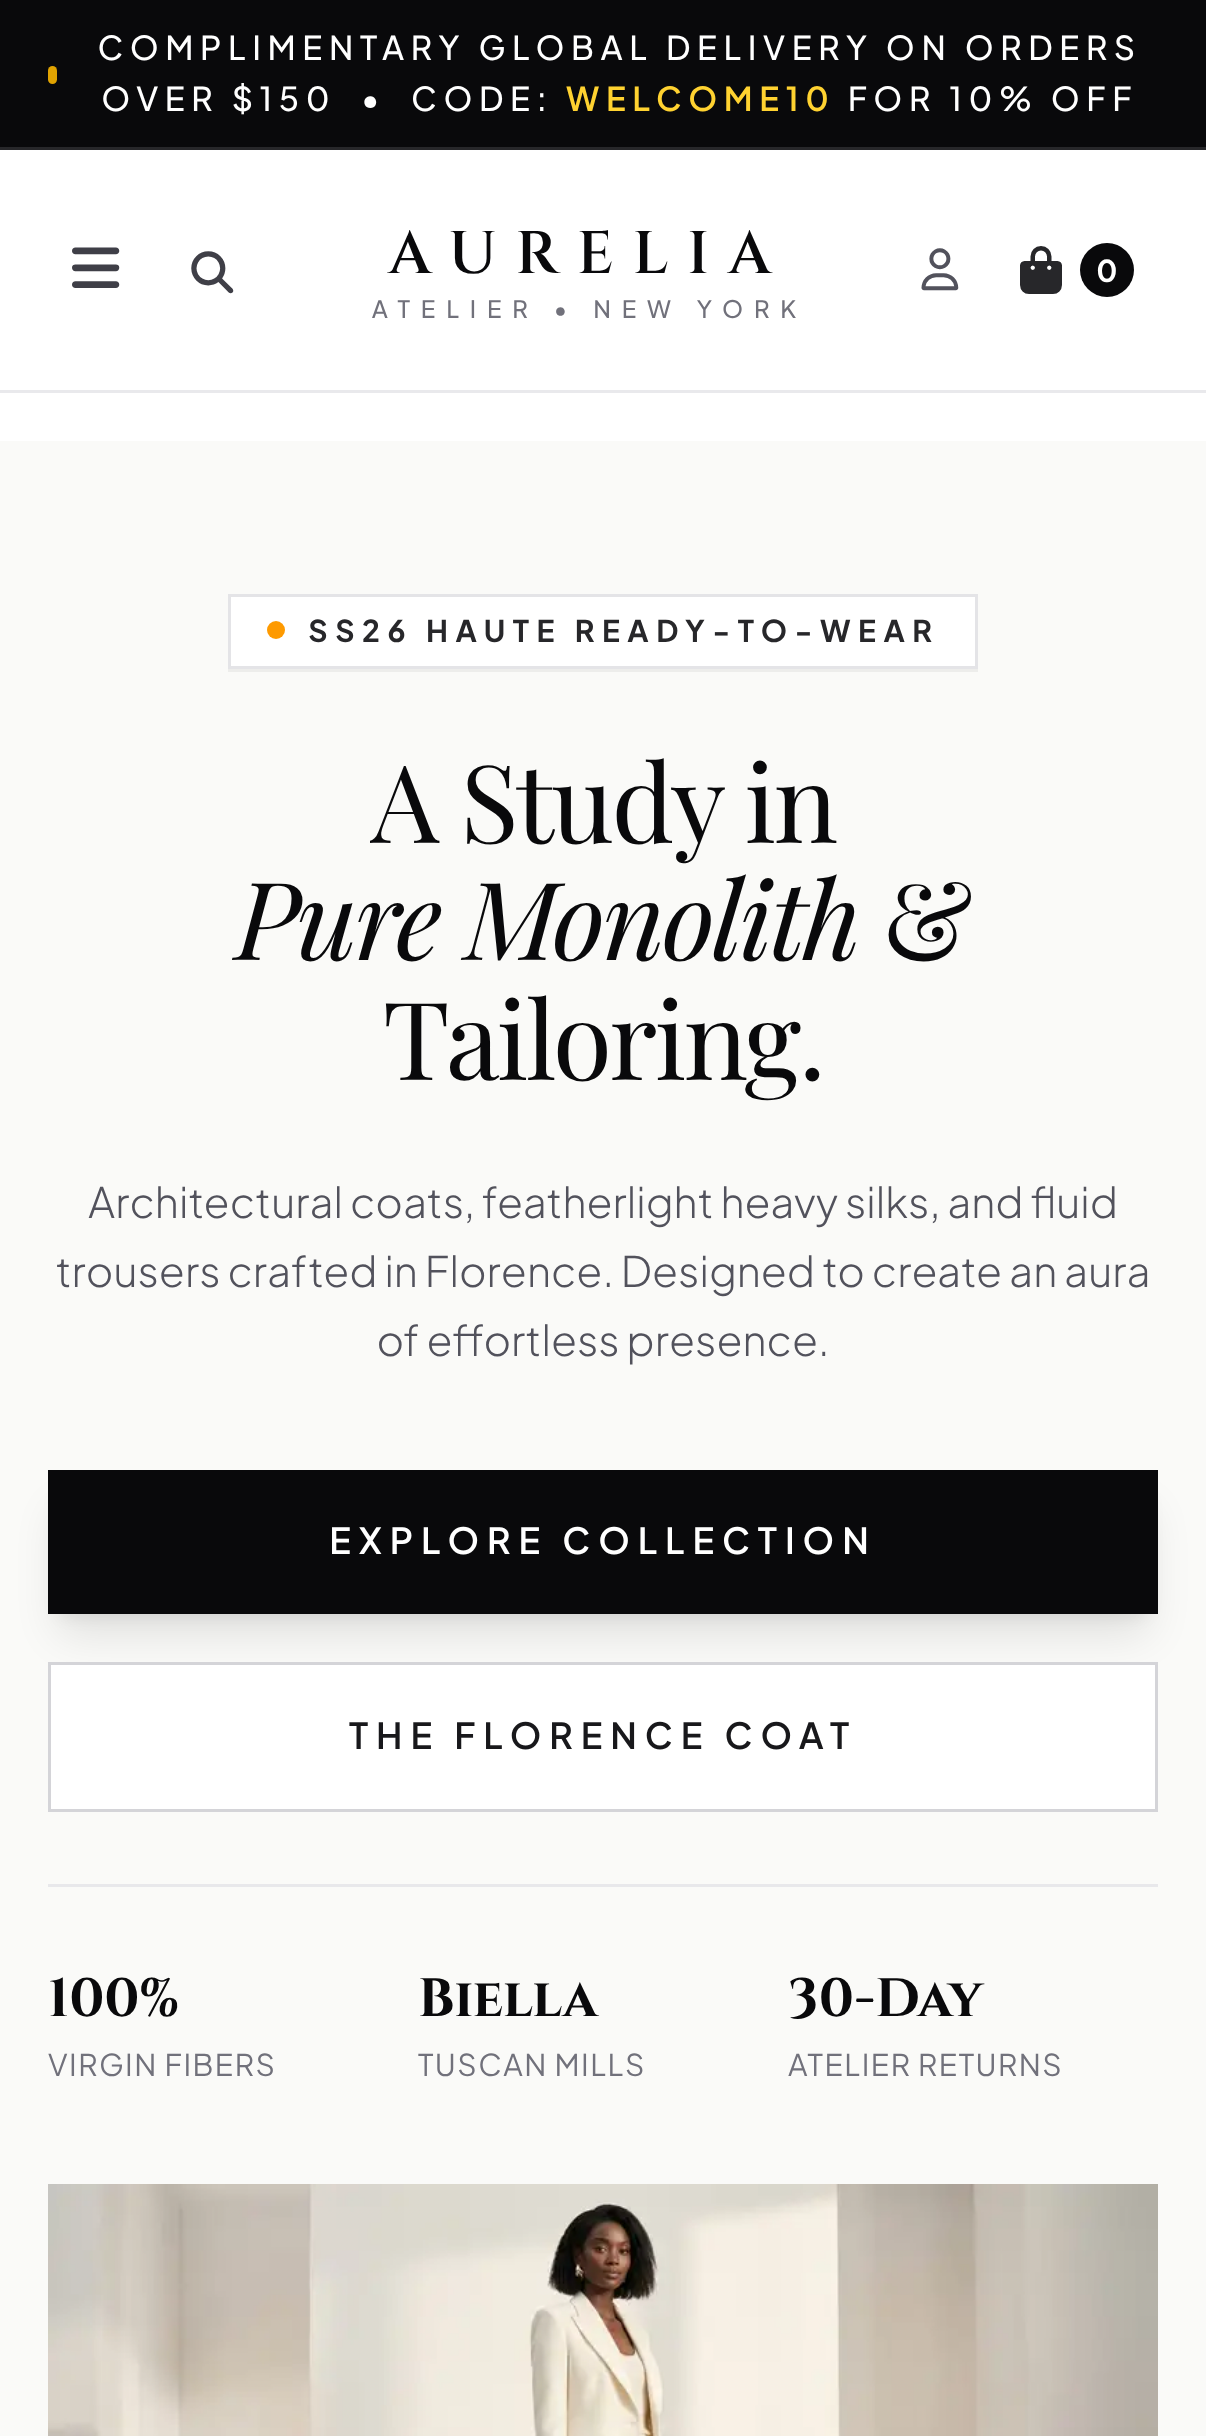 COMPLIMENTARY GLOBAL DELIVERY ON ORDERS
OVER $150 • CODE: WELCOME10 FOR 10% OFF
AURELIA
ATELIER • NEW YORK
0
SS26 HAUTE READY-TO-WEAR
A Study in
Pure Monolith &
Tailoring.
Architectural coats, featherlight heavy silks, and fluid
trousers crafted in Florence. Designed to create an aura
of effortless presence.
EXPLORE COLLECTION
THE FLORENCE COAT
100%
VIRGIN FIBERS
BIELLA
TUSCAN MILLS
30-DAY
ATELIER RETURNS